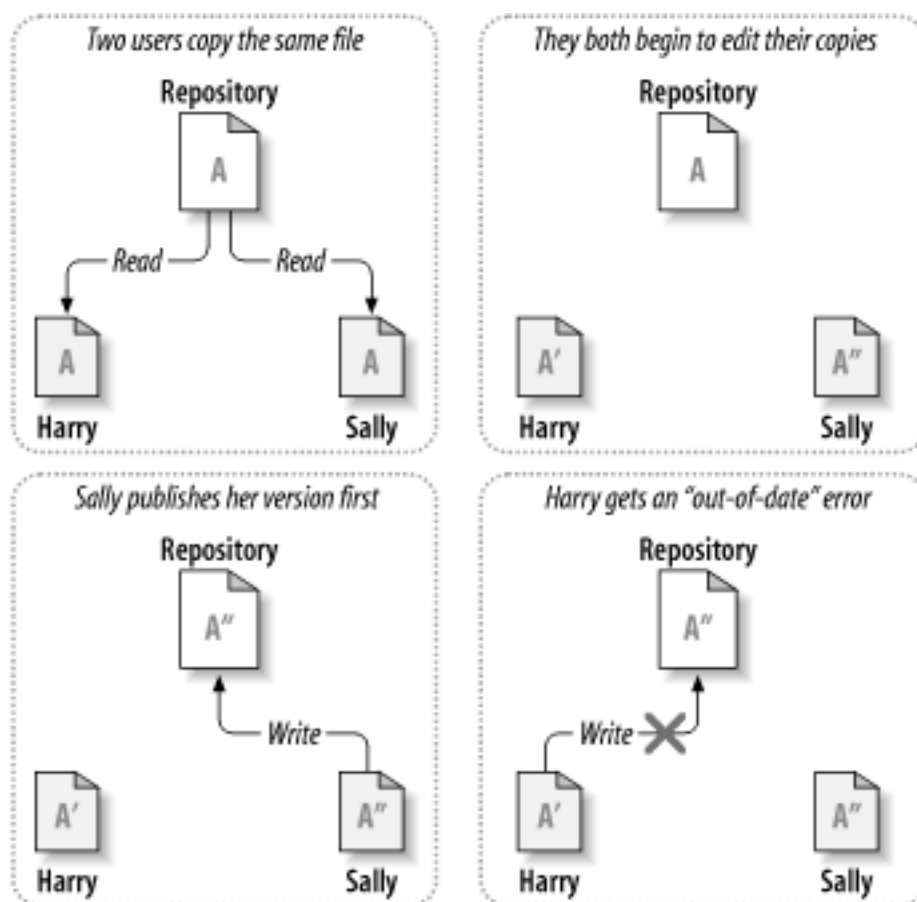 Two users copy the same file
Repository
A
Read
Read
A
A
Harry
Sally
They both begin to edit their copies
Repository
A
A'
A"
Harry
Sally
Sally publishes her version first
Repository
A"
Write
A'
A"
Harry
Sally
Harry gets an “out-of-date” error
Repository
A"
Write
A'
A"
Harry
Sally